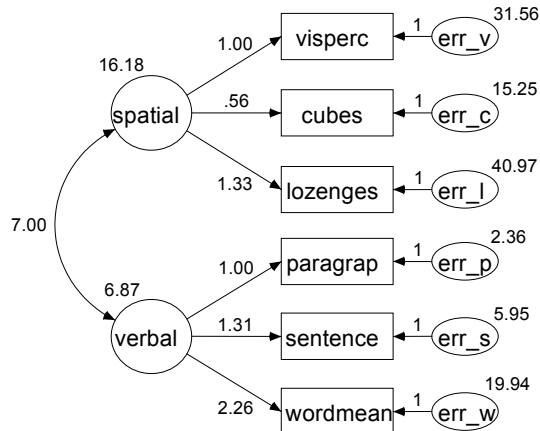 31.56
1.00
visperc
1
err_v
16.18
spatial
.56
cubes
1
err_c
15.25
1.33
lozenges
1
err_l
40.97
7.00
6.87
verbal
1.00
paragrap
1
err_p
2.36
1.31
sentence
1
err_s
5.95
2.26
wordmean
1
err_w
19.94